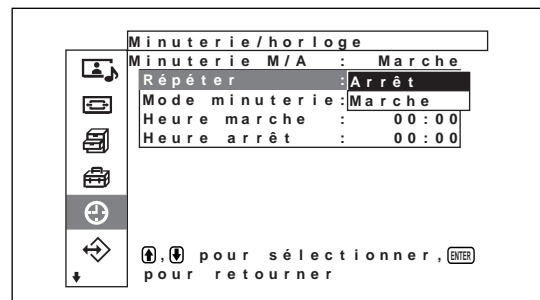 Minuterie/horloge
Minuterie M/A : Marche
Répéter : Arrêt
Mode minuterie: Marche
Heure marche : 00:00
Heure arrêt : 00:00
, pour sélectionner, ENTER
pour retourner